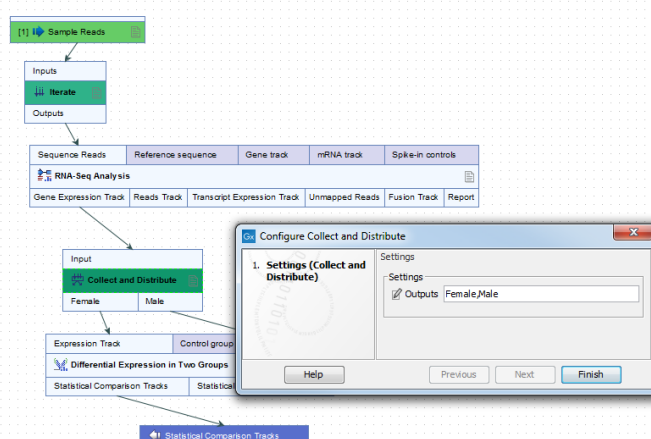 [1] Sample Reads
Inputs
Iterate
Outputs
Sequence Reads Reference sequence Gene track mRNA track Spike-in controls
RNA-Seq Analysis
Gene Expression Track Reads Track Transcript Expression Track Unmapped Reads Fusion Track Report
Input
Collect and Distribute
Female Male
Expression Track Control group
Differential Expression in Two Groups
Statistical Comparison Tracks Statistical
Statistical Comparison Tracks
Gx Configure Collect and Distribute
1. Settings (Collect and
Distribute)
Settings
Settings
Outputs Female,Male
Help Previous Next Finish